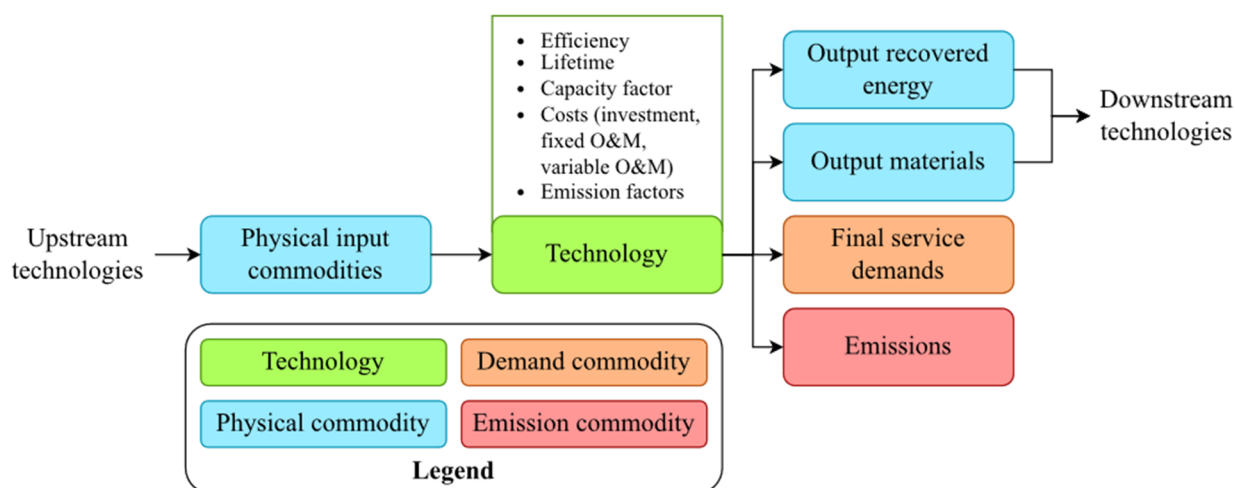 • Efficiency
• Lifetime
• Capacity factor
• Costs (investment,
fixed O&M,
variable O&M)
• Emission factors
Upstream
technologies
Physical input
commodities
Technology
Output recovered
energy
Output materials
Final service
demands
Emissions
Downstream
technologies
Technology
Demand commodity
Physical commodity
Emission commodity
Legend